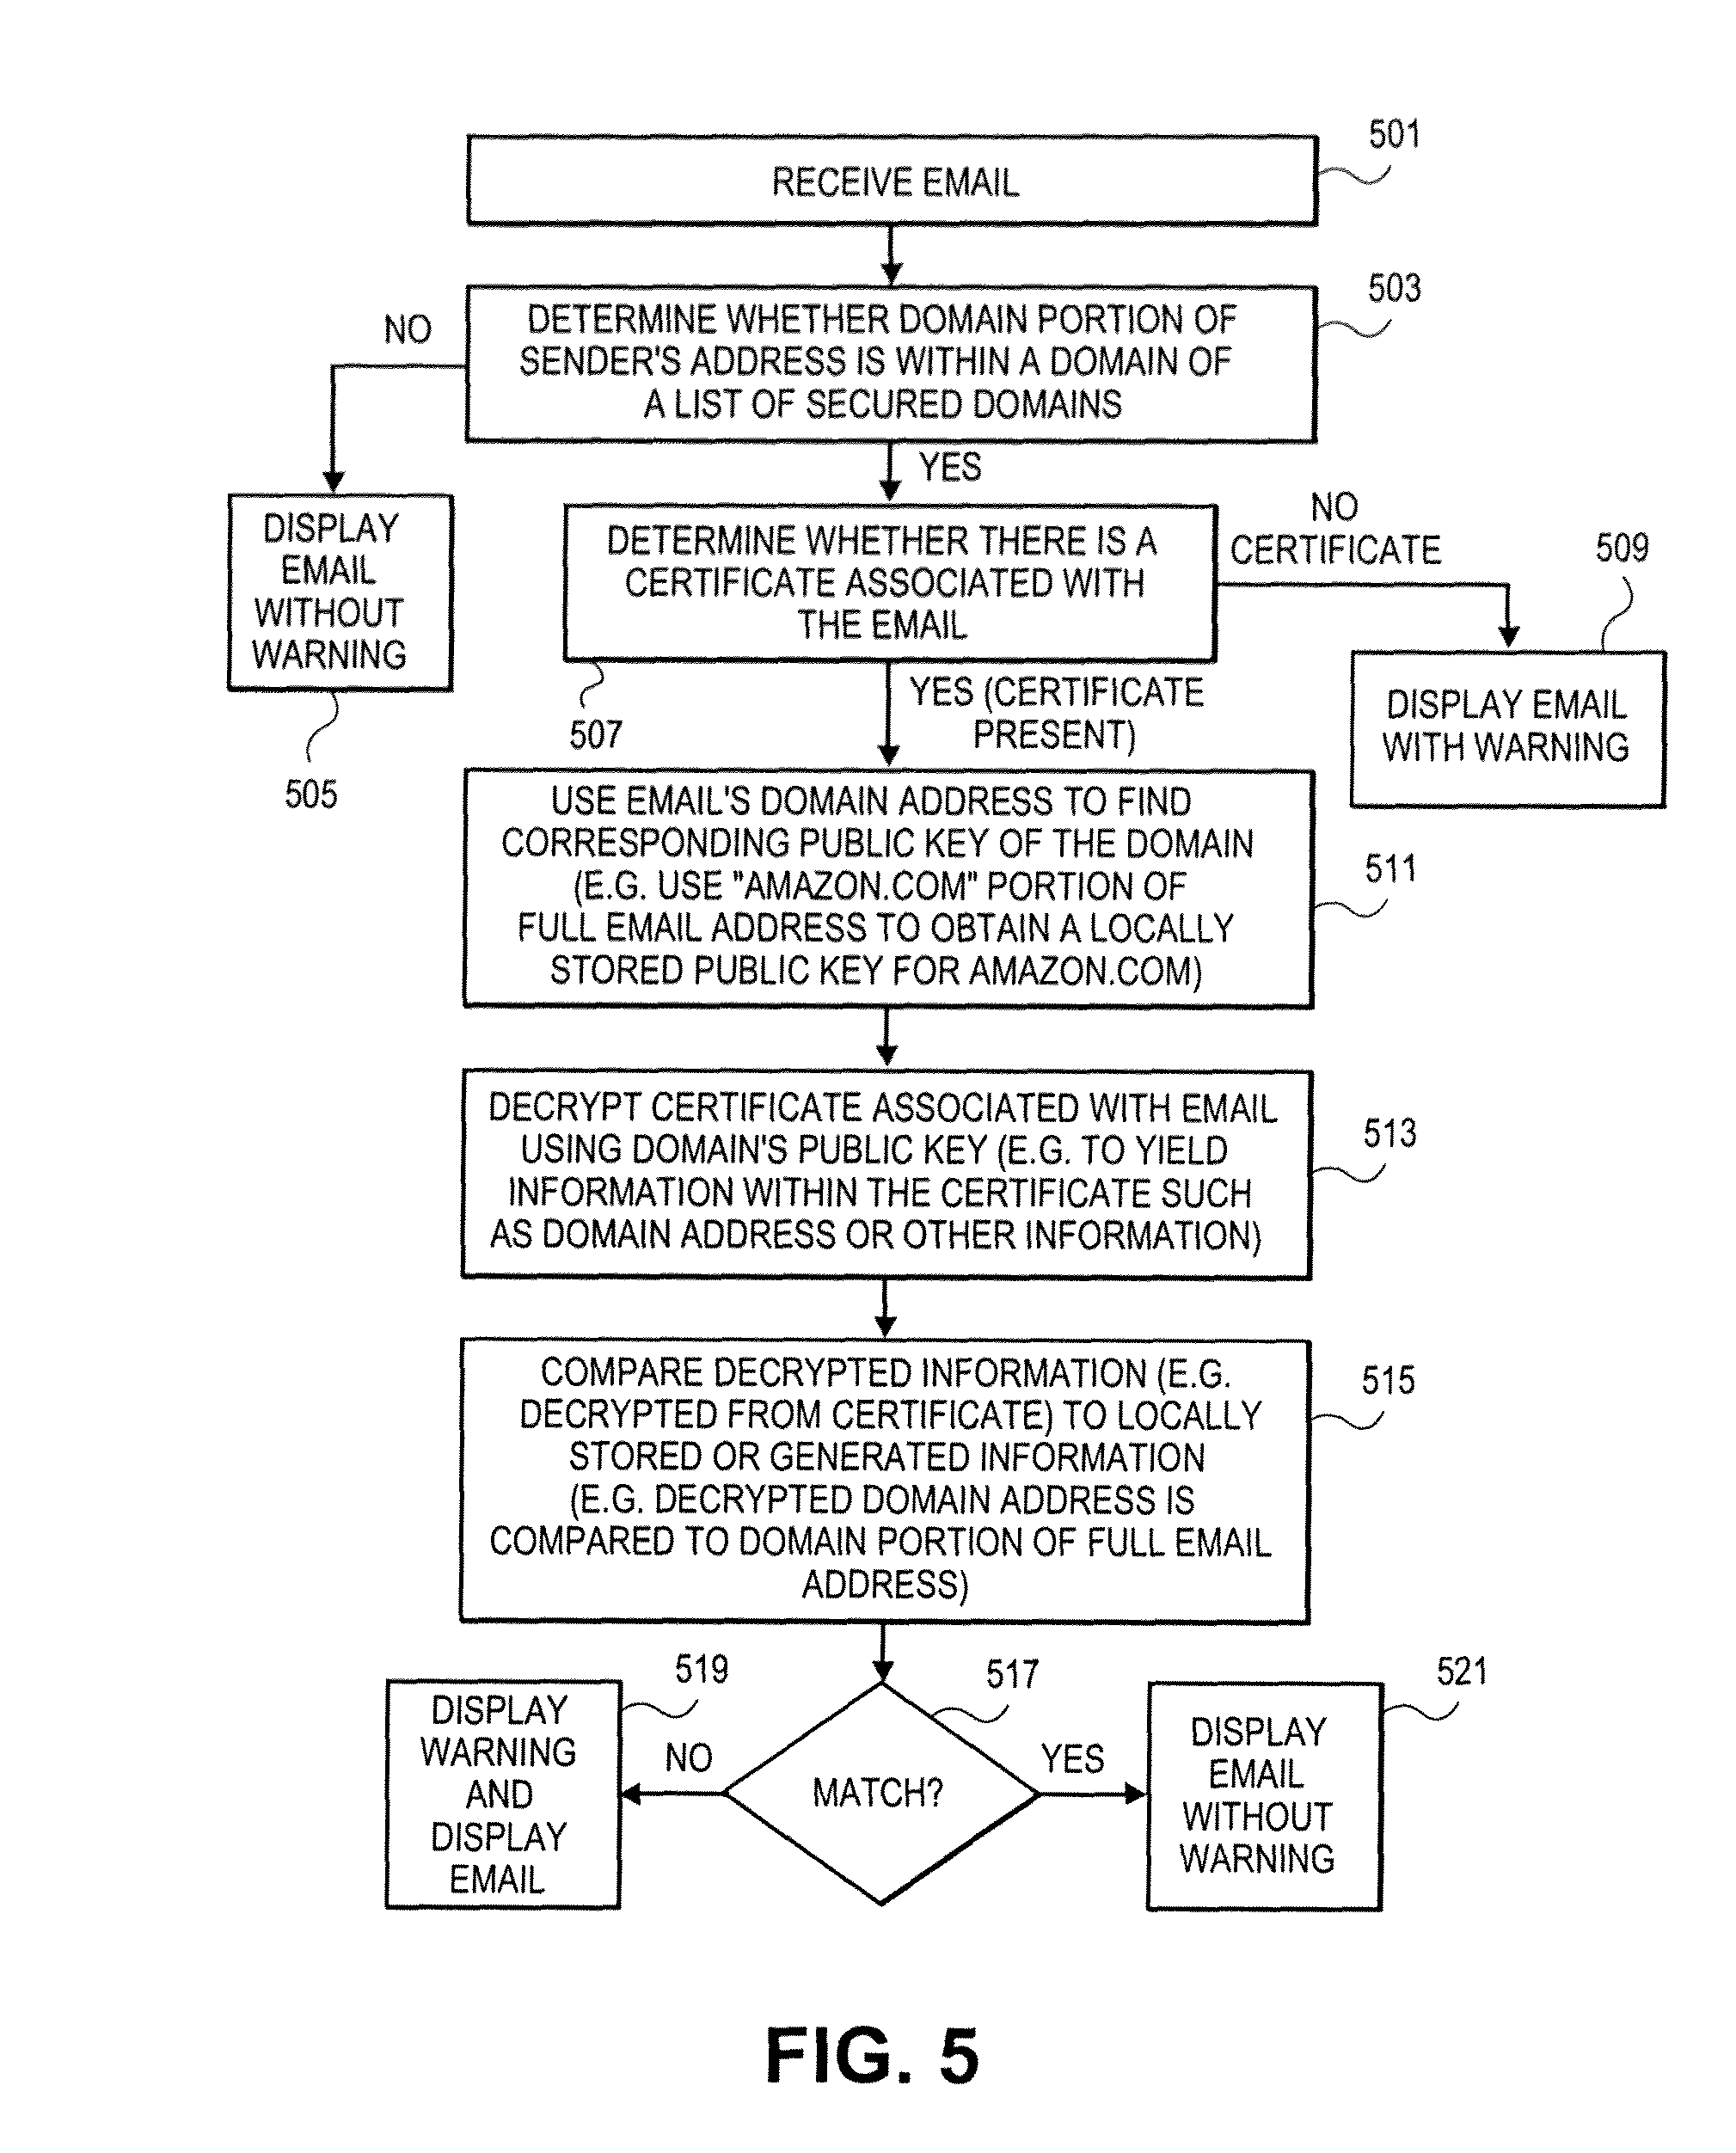 501
RECEIVE EMAIL
503
DETERMINE WHETHER DOMAIN PORTION OF
SENDER'S ADDRESS IS WITHIN A DOMAIN OF
A LIST OF SECURED DOMAINS
NO
YES
DISPLAY
EMAIL
WITHOUT
WARNING
505
DETERMINE WHETHER THERE IS A
CERTIFICATE ASSOCIATED WITH
THE EMAIL
507
NO
CERTIFICATE
509
DISPLAY EMAIL
WITH WARNING
YES (CERTIFICATE
PRESENT)
USE EMAIL'S DOMAIN ADDRESS TO FIND
CORRESPONDING PUBLIC KEY OF THE DOMAIN
(E.G. USE "AMAZON.COM" PORTION OF
FULL EMAIL ADDRESS TO OBTAIN A LOCALLY
STORED PUBLIC KEY FOR AMAZON.COM)
511
DECRYPT CERTIFICATE ASSOCIATED WITH EMAIL
USING DOMAIN'S PUBLIC KEY (E.G. TO YIELD
INFORMATION WITHIN THE CERTIFICATE SUCH
AS DOMAIN ADDRESS OR OTHER INFORMATION)
513
COMPARE DECRYPTED INFORMATION (E.G.
DECRYPTED FROM CERTIFICATE) TO LOCALLY
STORED OR GENERATED INFORMATION
(E.G. DECRYPTED DOMAIN ADDRESS IS
COMPARED TO DOMAIN PORTION OF FULL EMAIL
ADDRESS)
515
519
DISPLAY
WARNING
AND
DISPLAY
EMAIL
NO
517
MATCH?
YES
521
DISPLAY
EMAIL
WITHOUT
WARNING
FIG. 5